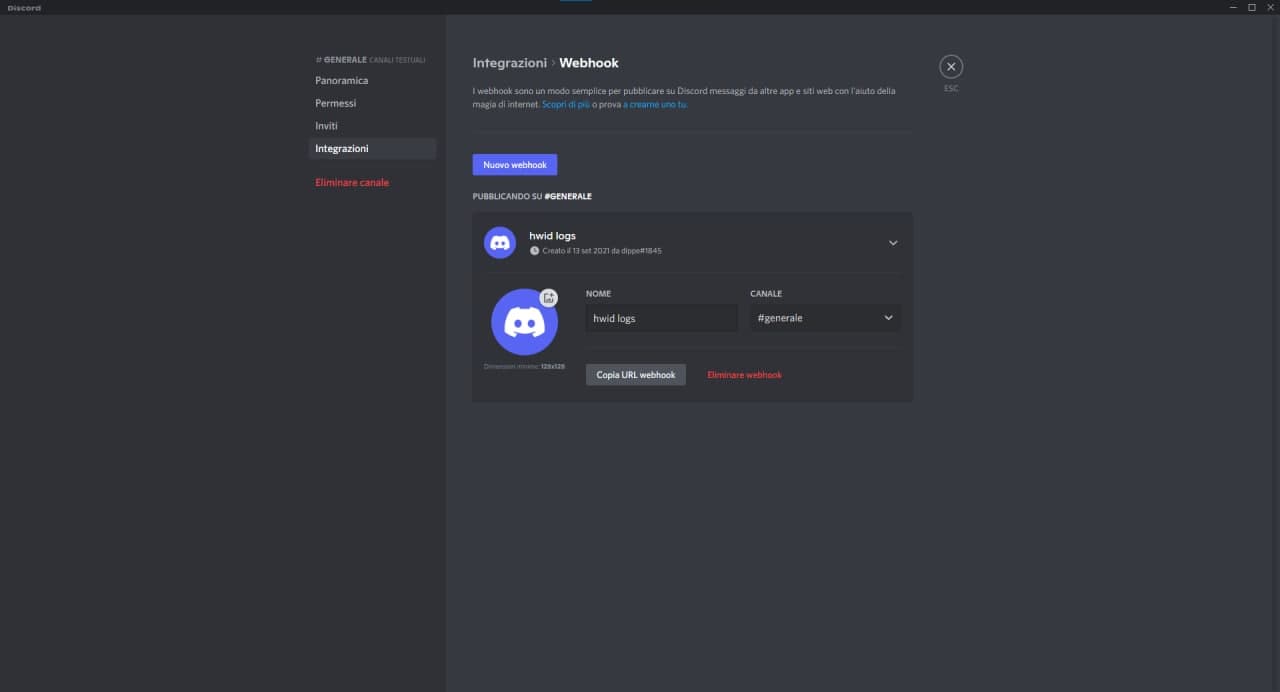 Discord
# GENERALE CANALI TESTUALI
Panoramica
Permessi
Inviti
Integrazioni
Eliminare canale
Integrazioni › Webhook
ESC
I webhook sono un modo semplice per pubblicare su Discord messaggi da altre app e siti web con l'aiuto della
magia di internet. Scopri di più o prova a crearne uno tu.
Nuovo webhook
PUBBLICANDO SU #GENERALE
hwid logs
Creato il 13 set 2021 da dippe#1845
NOME
CANALE
hwid logs
#generale
Dimensioni minime: 128x128
Copia URL webhook
Eliminare webhook